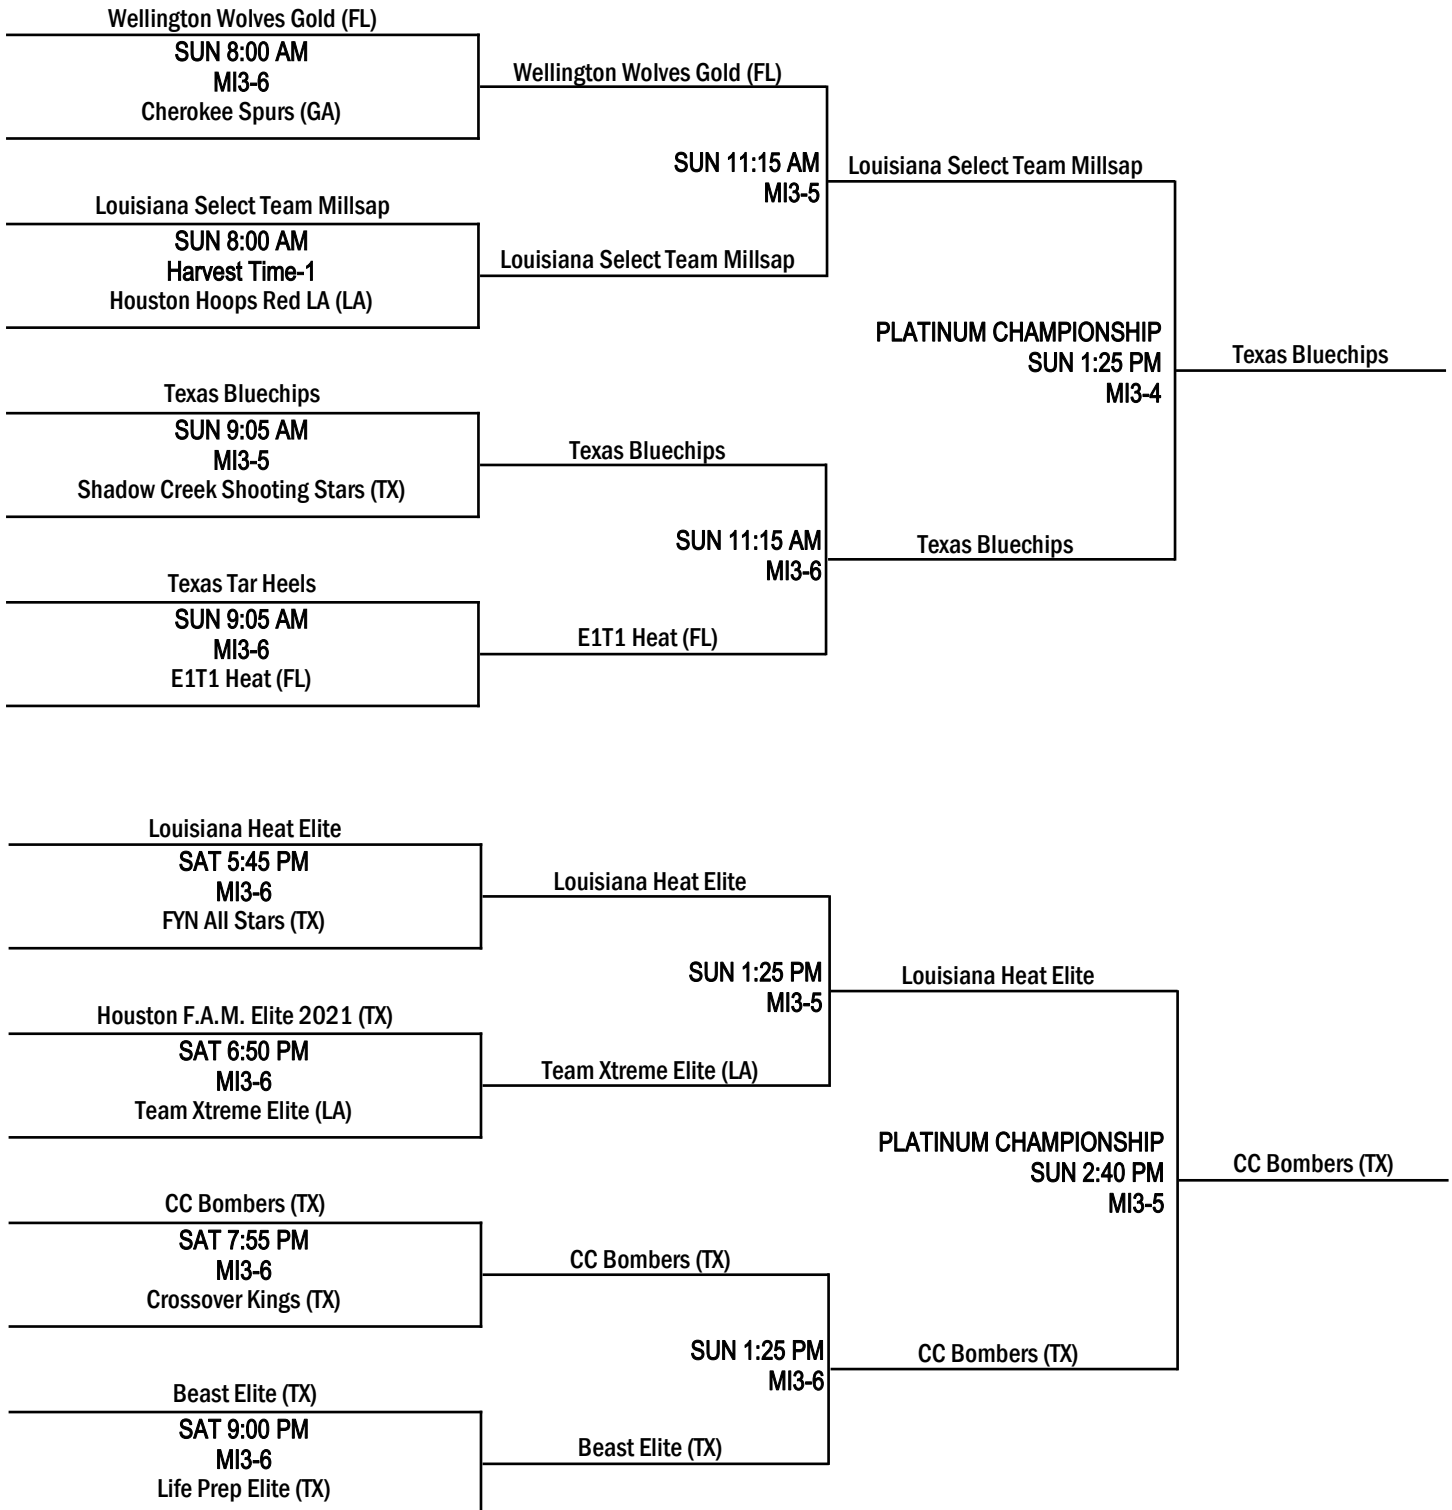 Wellington Wolves Gold (FL)
SUN 8:00 AM
MI3-6
Cherokee Spurs (GA)
Wellington Wolves Gold (FL)
SUN 11:15 AM
MI3-5
Louisiana Select Team Millsap
Louisiana Select Team Millsap
SUN 8:00 AM
Harvest Time-1
Houston Hoops Red LA (LA)
Louisiana Select Team Millsap
PLATINUM CHAMPIONSHIP
SUN 1:25 PM
MI3-4
Texas Bluechips
Texas Bluechips
SUN 9:05 AM
MI3-5
Shadow Creek Shooting Stars (TX)
Texas Bluechips
SUN 11:15 AM
MI3-6
Texas Bluechips
Texas Tar Heels
SUN 9:05 AM
MI3-6
E1T1 Heat (FL)
E1T1 Heat (FL)
Louisiana Heat Elite
SAT 5:45 PM
MI3-6
FYN All Stars (TX)
Louisiana Heat Elite
SUN 1:25 PM
MI3-5
Louisiana Heat Elite
Houston F.A.M. Elite 2021 (TX)
SAT 6:50 PM
MI3-6
Team Xtreme Elite (LA)
Team Xtreme Elite (LA)
PLATINUM CHAMPIONSHIP
SUN 2:40 PM
MI3-5
CC Bombers (TX)
CC Bombers (TX)
SAT 7:55 PM
MI3-6
Crossover Kings (TX)
CC Bombers (TX)
SUN 1:25 PM
MI3-6
CC Bombers (TX)
Beast Elite (TX)
SAT 9:00 PM
MI3-6
Life Prep Elite (TX)
Beast Elite (TX)